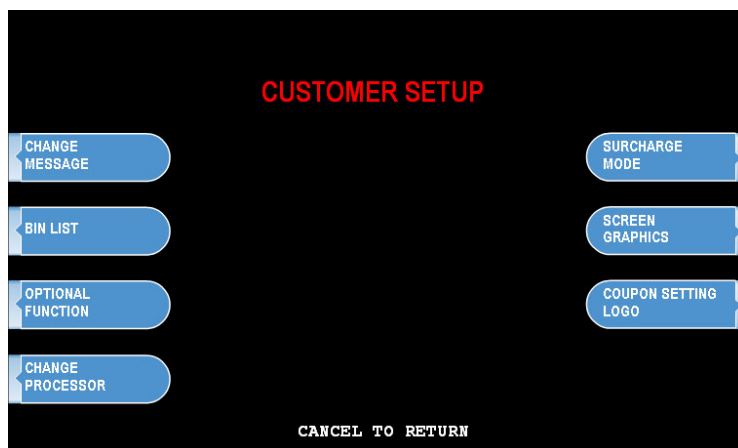 CUSTOMER SETUP
CHANGE
MESSAGE
SURCHARGE
MODE
BIN LIST
SCREEN
GRAPHICS
OPTIONAL
FUNCTION
COUPON SETTING
LOGO
CHANGE
PROCESSOR
CANCEL TO RETURN